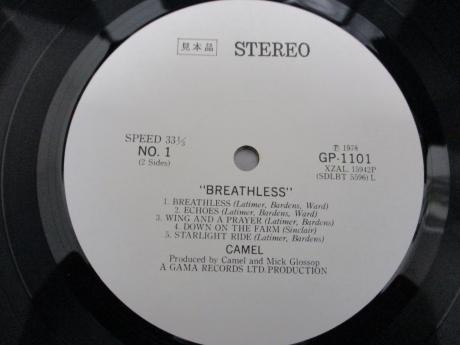 見本品 STEREO
SPEED 33⅓
NO. 1
(2 Sides)
Ⓟ 1978
GP-1101
XZAL. 15942P
(SDLBT 5596) L
"BREATHLESS"
1. BREATHLESS (Latimer, Bardens, Ward)
2. ECHOES (Latimer, Bardens, Ward)
3. WING AND A PRAYER (Latimer, Bardens)
4. DOWN ON THE FARM (Sinclair)
5. STARLIGHT RIDE (Latimer, Bardens)
CAMEL
Produced by Camel and Mick Glossop
A GAMA RECORDS LTD. PRODUCTION